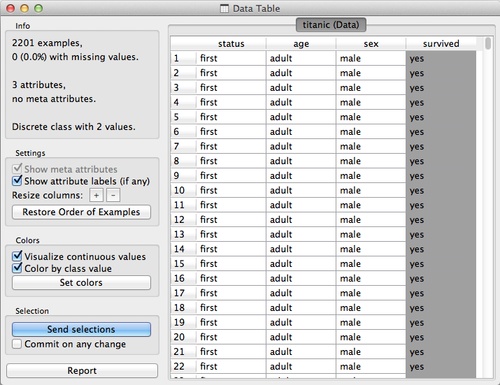 Data Table
Info
2201 examples,
0 (0.0%) with missing values.
3 attributes,
no meta attributes.
Discrete class with 2 values.
Settings
Show meta attributes
Show attribute labels (if any)
Resize columns: + -
Restore Order of Examples
Colors
Visualize continuous values
Color by class value
Set colors
Selection
Send selections
Commit on any change
Report
titanic (Data)
status age sex survived
1 first adult male yes
2 first adult male yes
3 first adult male yes
4 first adult male yes
5 first adult male yes
6 first adult male yes
7 first adult male yes
8 first adult male yes
9 first adult male yes
10 first adult male yes
11 first adult male yes
12 first adult male yes
13 first adult male yes
14 first adult male yes
15 first adult male yes
16 first adult male yes
17 first adult male yes
18 first adult male yes
19 first adult male yes
20 first adult male yes
21 first adult male yes
22 first adult male yes